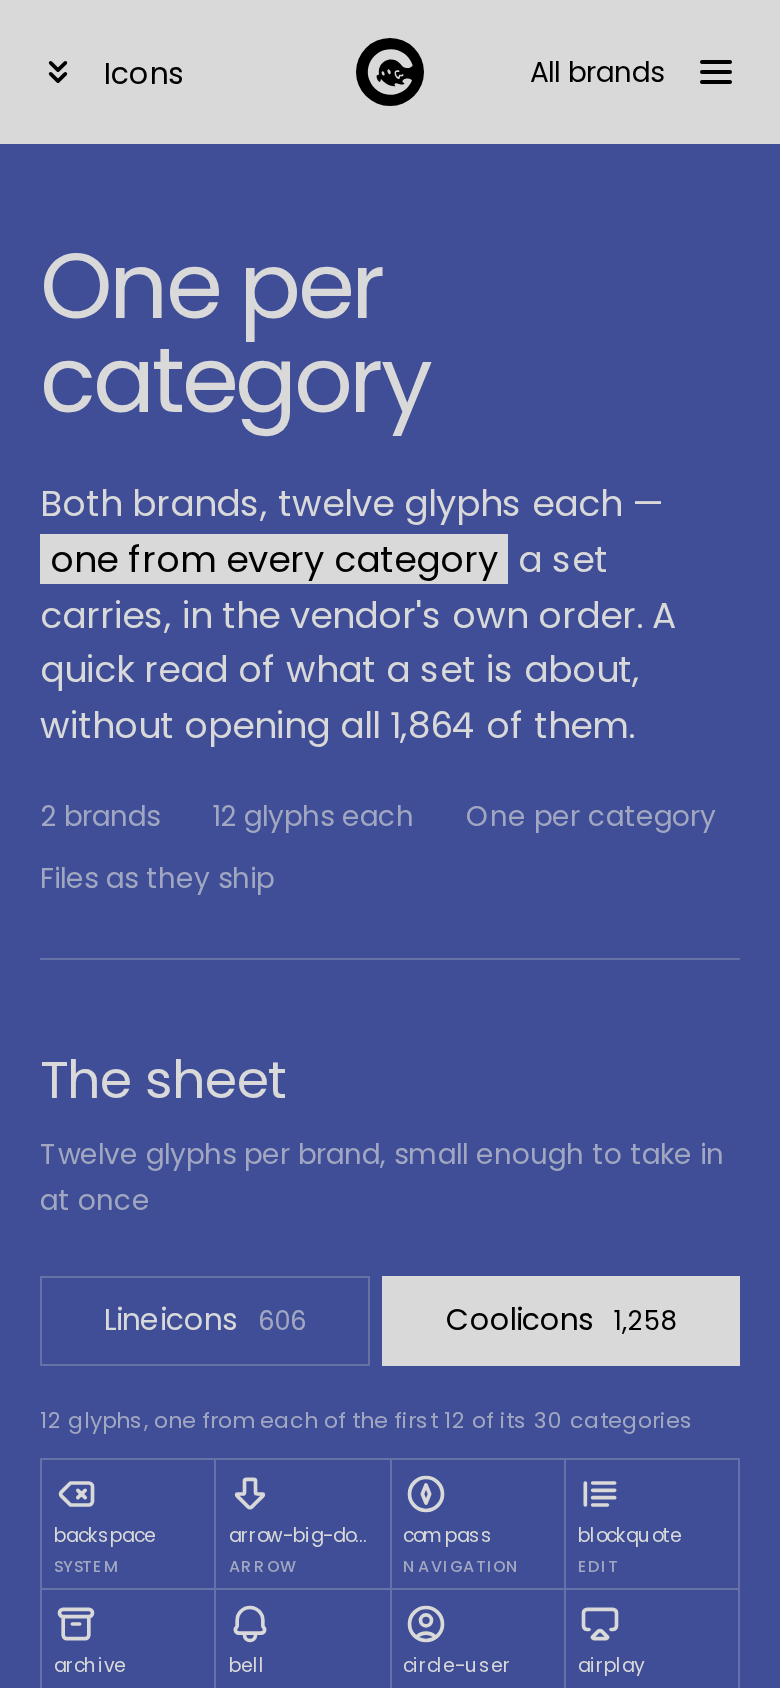 Icons
All brands
One per
category
Both brands, twelve glyphs each —
one from every category a set
carries, in the vendor's own order. A
quick read of what a set is about,
without opening all 1,864 of them.
2 brands 12 glyphs each One per category
Files as they ship
The sheet
Twelve glyphs per brand, small enough to take in
at once
Lineicons 606 Coolicons 1,258
12 glyphs, one from each of the first 12 of its 30 categories
backspace arrow-big-do... compass blockquote
SYSTEM ARROW NAVIGATION EDIT
archive bell circle-user airplay